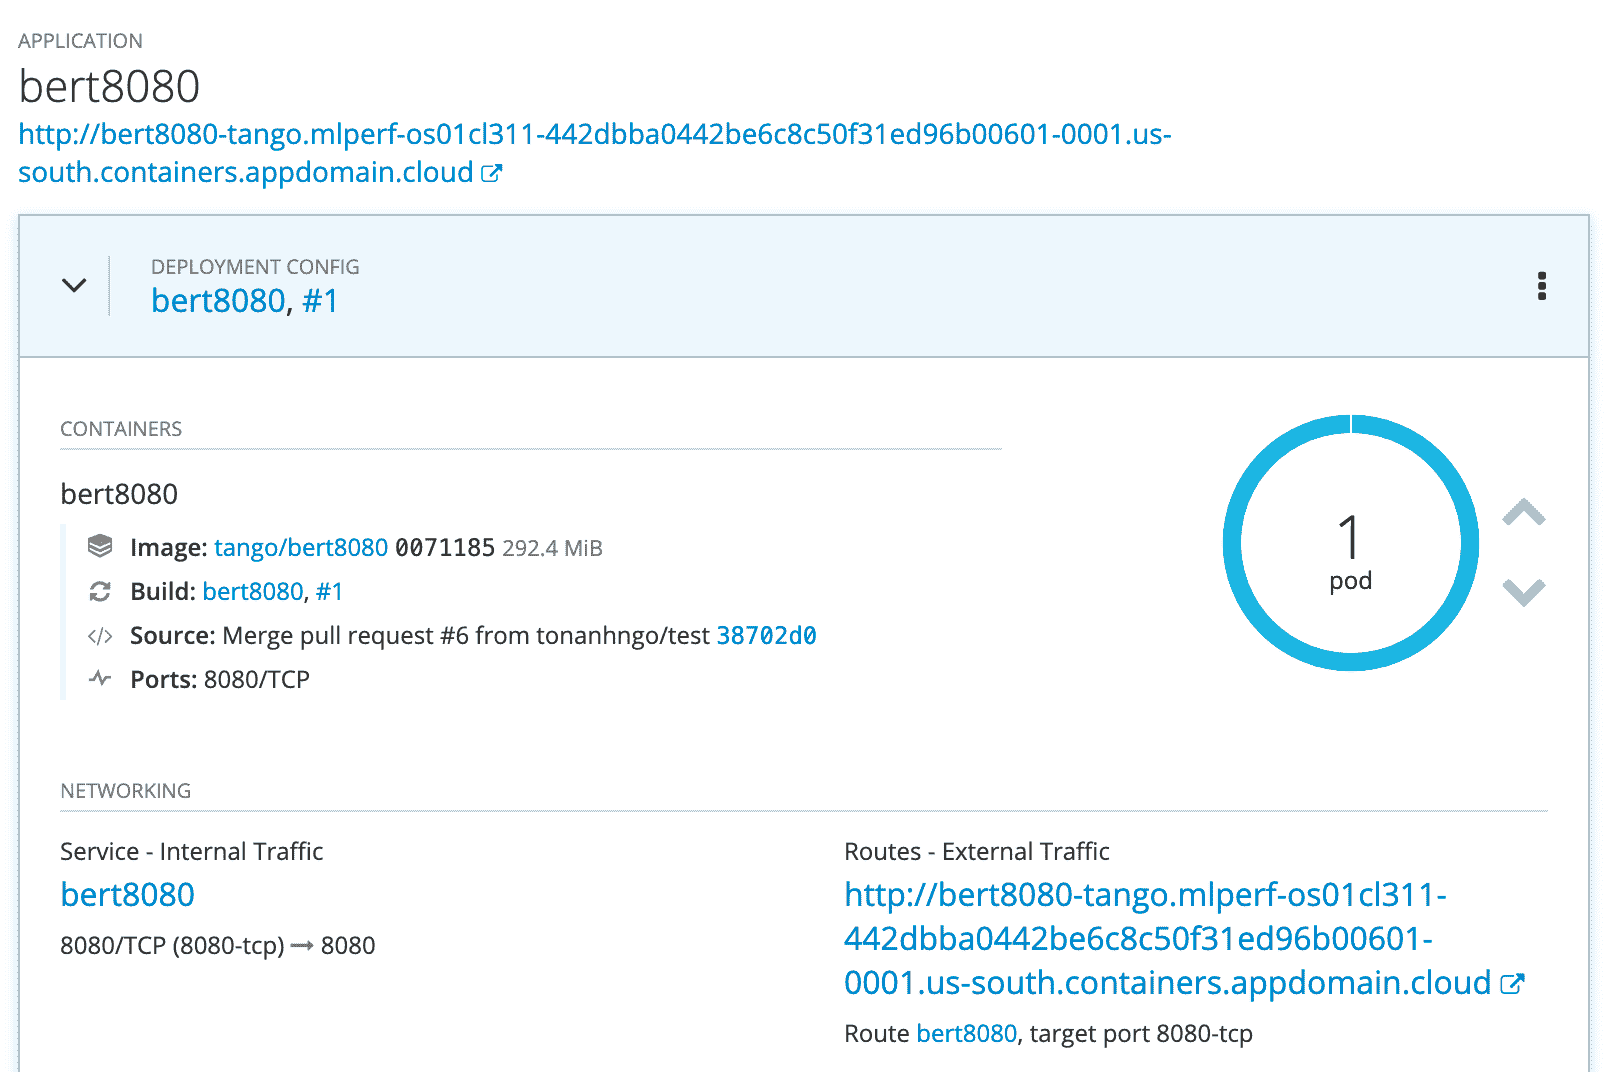 APPLICATION
bert8080
http://bert8080-tango.mlperf-os01cl311-442dbba0442be6c8c50f31ed96b00601-0001.us-
south.containers.appdomain.cloud
DEPLOYMENT CONFIG
bert8080, #1
CONTAINERS
bert8080
Image: tango/bert8080 0071185 292.4 MiB
Build: bert8080, #1
Source: Merge pull request #6 from tonanhngo/test 38702d0
Ports: 8080/TCP
1
pod
NETWORKING
Service - Internal Traffic
bert8080
8080/TCP (8080-tcp) → 8080
Routes - External Traffic
http://bert8080-tango.mlperf-os01cl311-
442dbba0442be6c8c50f31ed96b00601-
0001.us-south.containers.appdomain.cloud
Route bert8080, target port 8080-tcp